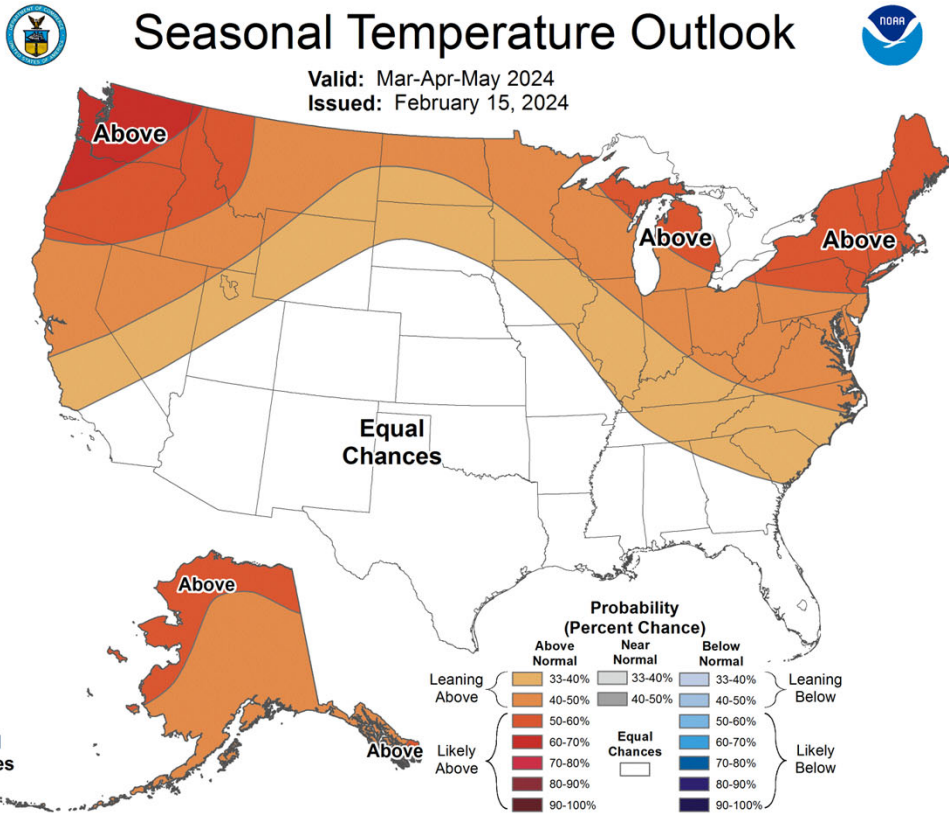 Seasonal Temperature Outlook
NOAA
Valid: Mar-Apr-May 2024
Issued: February 15, 2024
Above
Above
Above
Equal
Chances
Above
Above
es
Probability
(Percent Chance)
Above
Normal
Near
Normal
Below
Normal
Leaning
Above
33-40%
40-50%
Likely
Above
50-60%
60-70%
70-80%
80-90%
90-100%
33-40%
40-50%
Equal
Chances
33-40%
40-50%
Leaning
Below
50-60%
60-70%
70-80%
80-90%
90-100%
Likely
Below